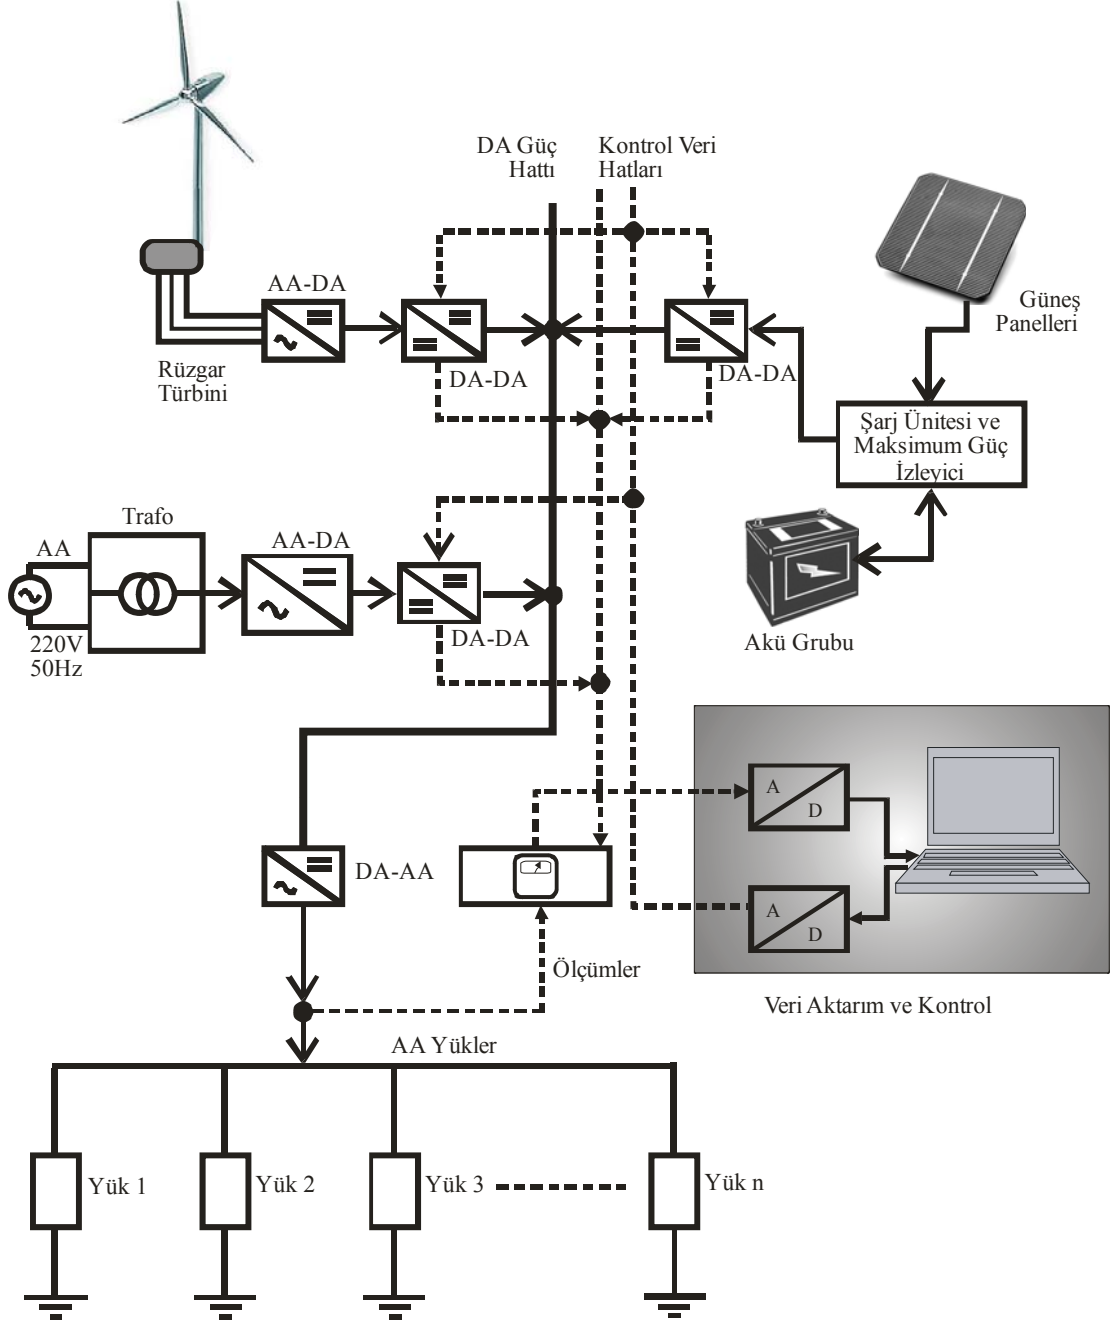 DA Güç
Hattı
Kontrol Veri
Hatları
AA-DA
DA-DA
DA-DA
Rüzgar
Türbini
Güneş
Panelleri
Şarj Ünitesi ve
Maksimum Güç
İzleyici
Trafo
AA
220V
50Hz
AA-DA
DA-DA
Akü Grubu
A
D
A
D
DA-AA
Ölçümler
Veri Aktarım ve Kontrol
AA Yükler
Yük 1
Yük 2
Yük 3
Yük n